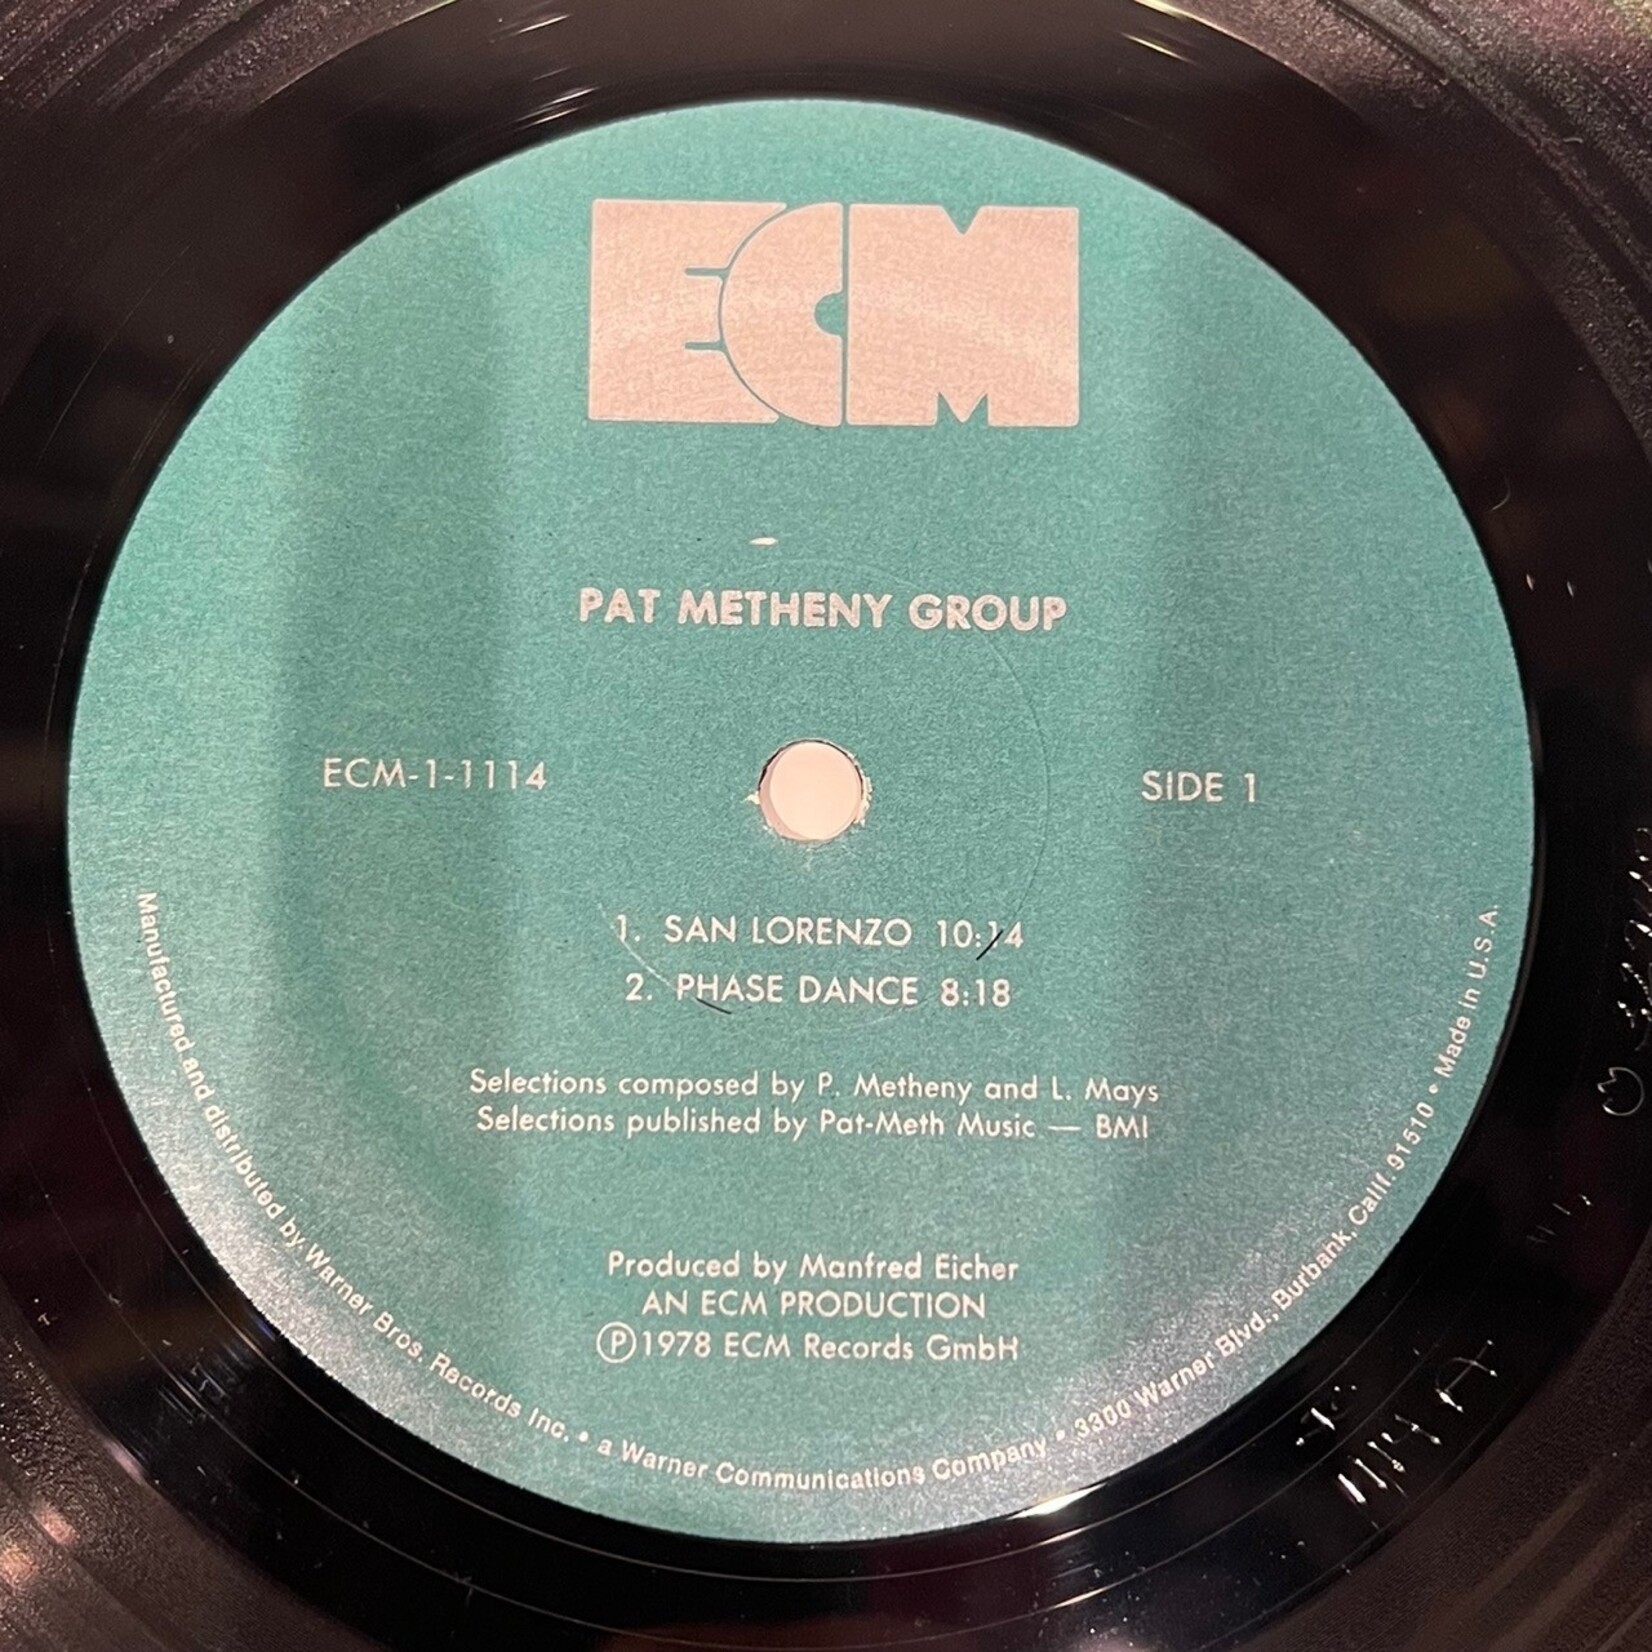 ECM
PAT METHENY GROUP
ECM-1-1114
SIDE 1
1. SAN LORENZO 10:14
2. PHASE DANCE 8:18
Selections composed by P. Metheny and L. Mays
Selections published by Pat-Meth Music — BMI
Produced by Manfred Eicher
AN ECM PRODUCTION
Ⓟ1978 ECM Records GmbH
Manufactured and distributed by Warner Bros. Records Inc. • a Warner Communications Company • 3300 Warner Blvd., Burbank, Calif. 91510 • Made in U.S.A.